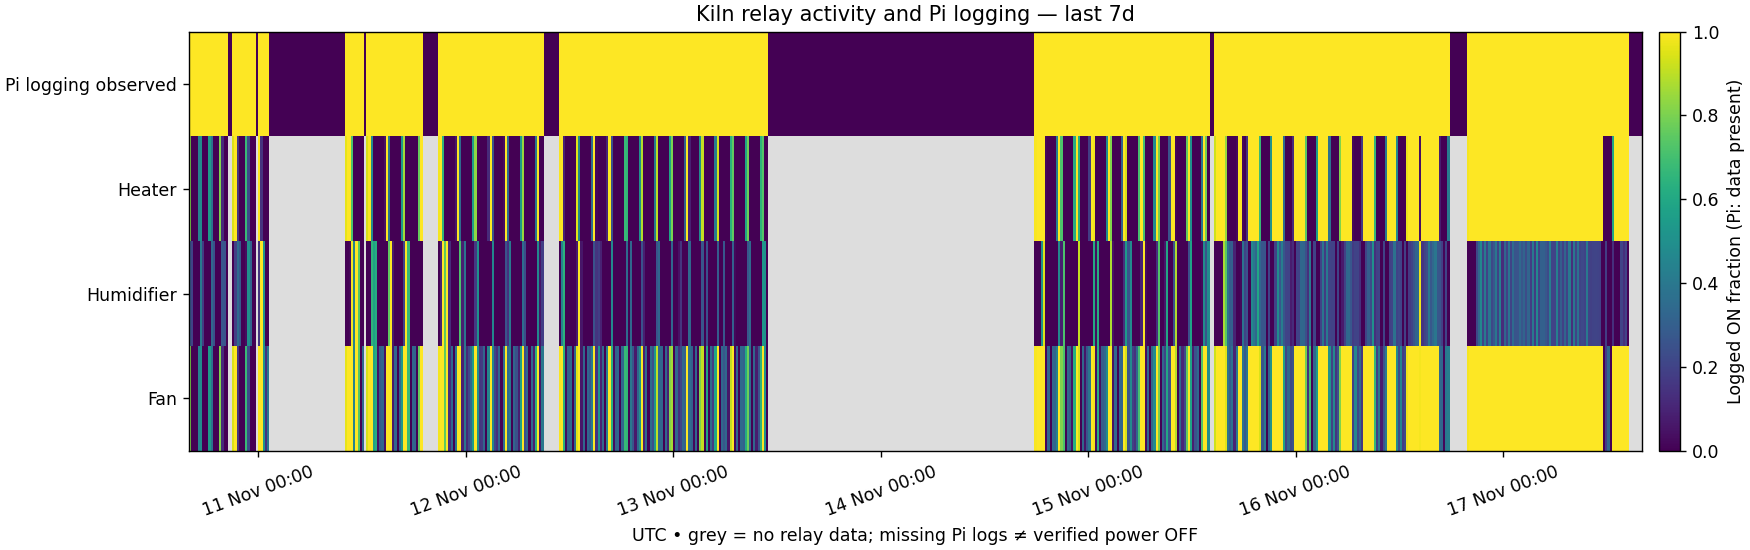 Kiln relay activity and Pi logging — last 7d
Pi logging observed
Heater
Humidifier
Fan
11 Nov 00:00
12 Nov 00:00
13 Nov 00:00
14 Nov 00:00
15 Nov 00:00
16 Nov 00:00
17 Nov 00:00
UTC • grey = no relay data; missing Pi logs ≠ verified power OFF
1.0
0.8
0.6
0.4
0.2
0.0
Logged ON fraction (Pi: data present)